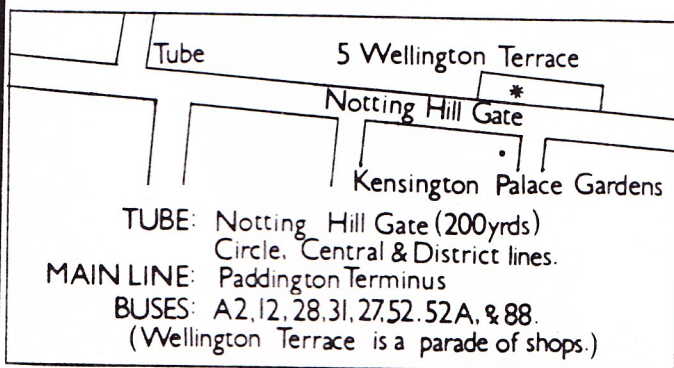 Tube
5 Wellington Terrace
*
Notting Hill Gate
Kensington Palace Gardens
TUBE: Notting Hill Gate (200yrds)
Circle, Central & District lines.
MAIN LINE: Paddington Terminus
BUSES: A2, 12, 28, 31, 27, 52. 52A, & 88.
(Wellington Terrace is a parade of shops.)